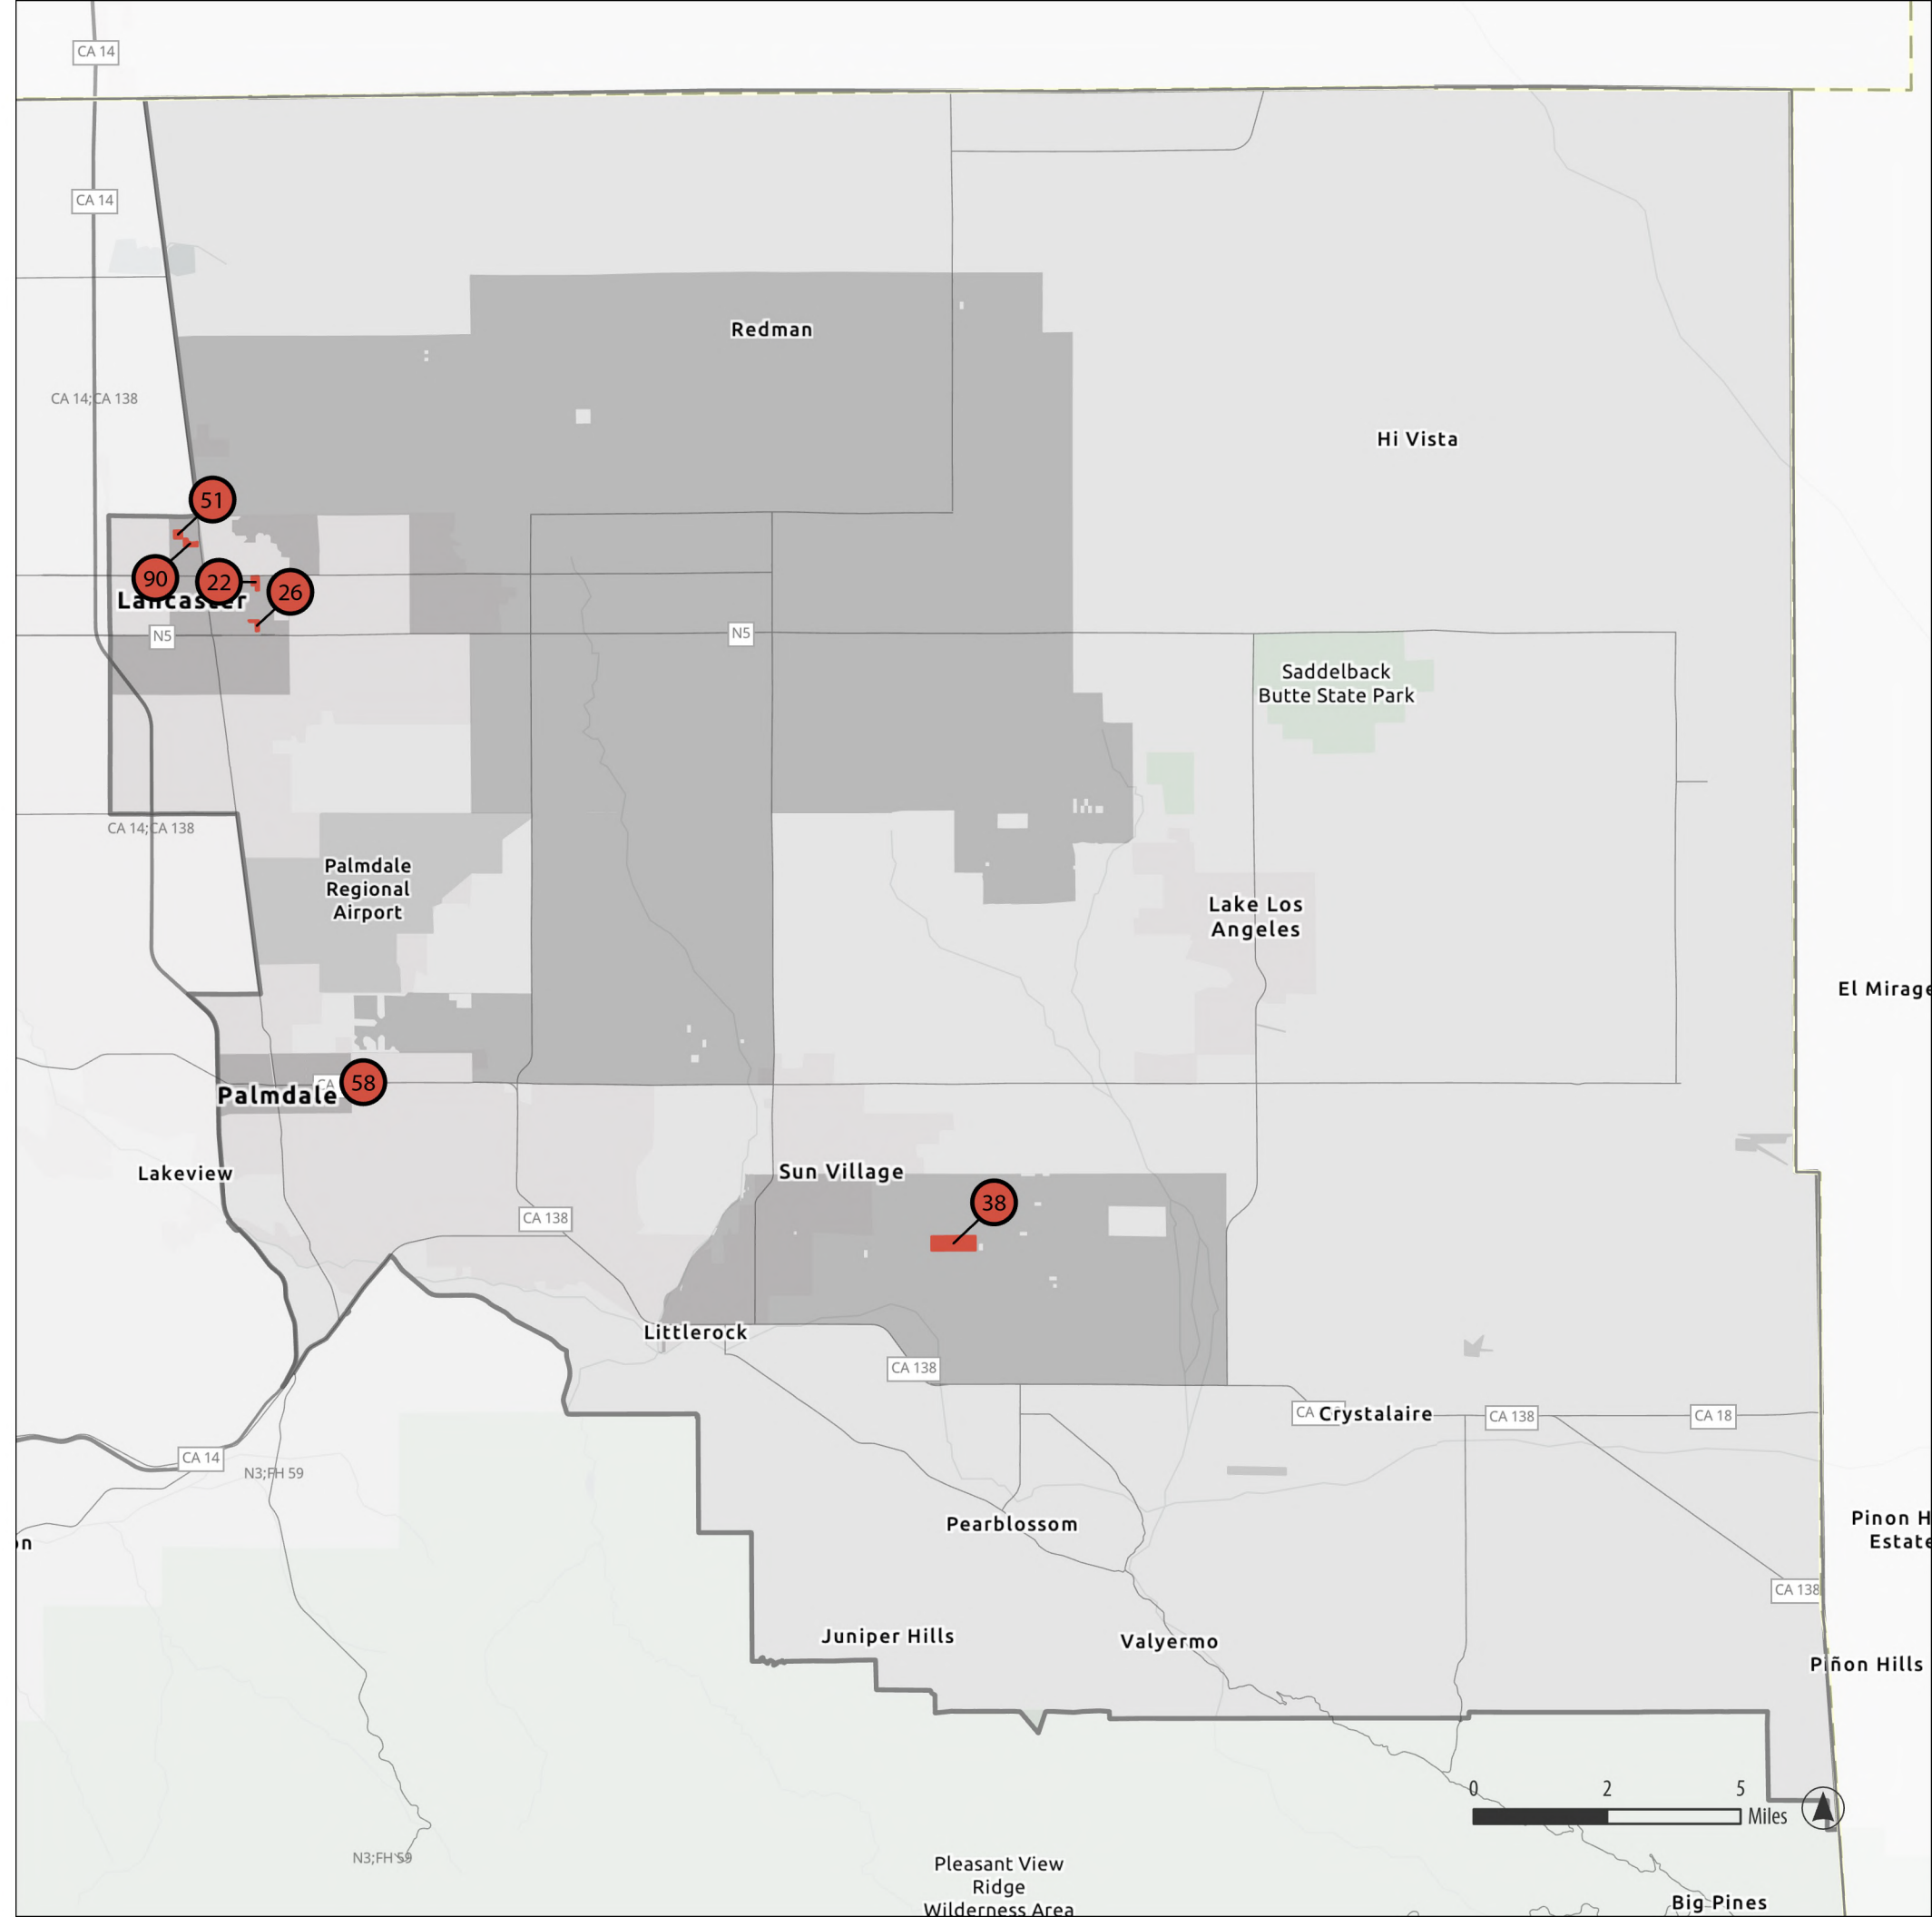 CA 14
CA 14
Redman
CA 14;CA 138
Hi Vista
51
90
22
26
Lancaster
N5
N5
Saddelback
Butte State Park
CA 14;CA 138
Palmdale
Regional
Airport
Lake Los
Angeles
El Mirage
CA
58
Palmdale
Lakeview
Sun Village
38
CA 138
Littlerock
CA 138
CA
Crystalaire
CA 138
CA 18
CA 14
N3;FH 59
Pearblossom
Pinon H
Estate
on
CA 138
Juniper Hills
Valyermo
Piñon Hills
0 2 5
Miles
N3;FH 59
Pleasant View
Ridge
Wilderness Area
Big Pines